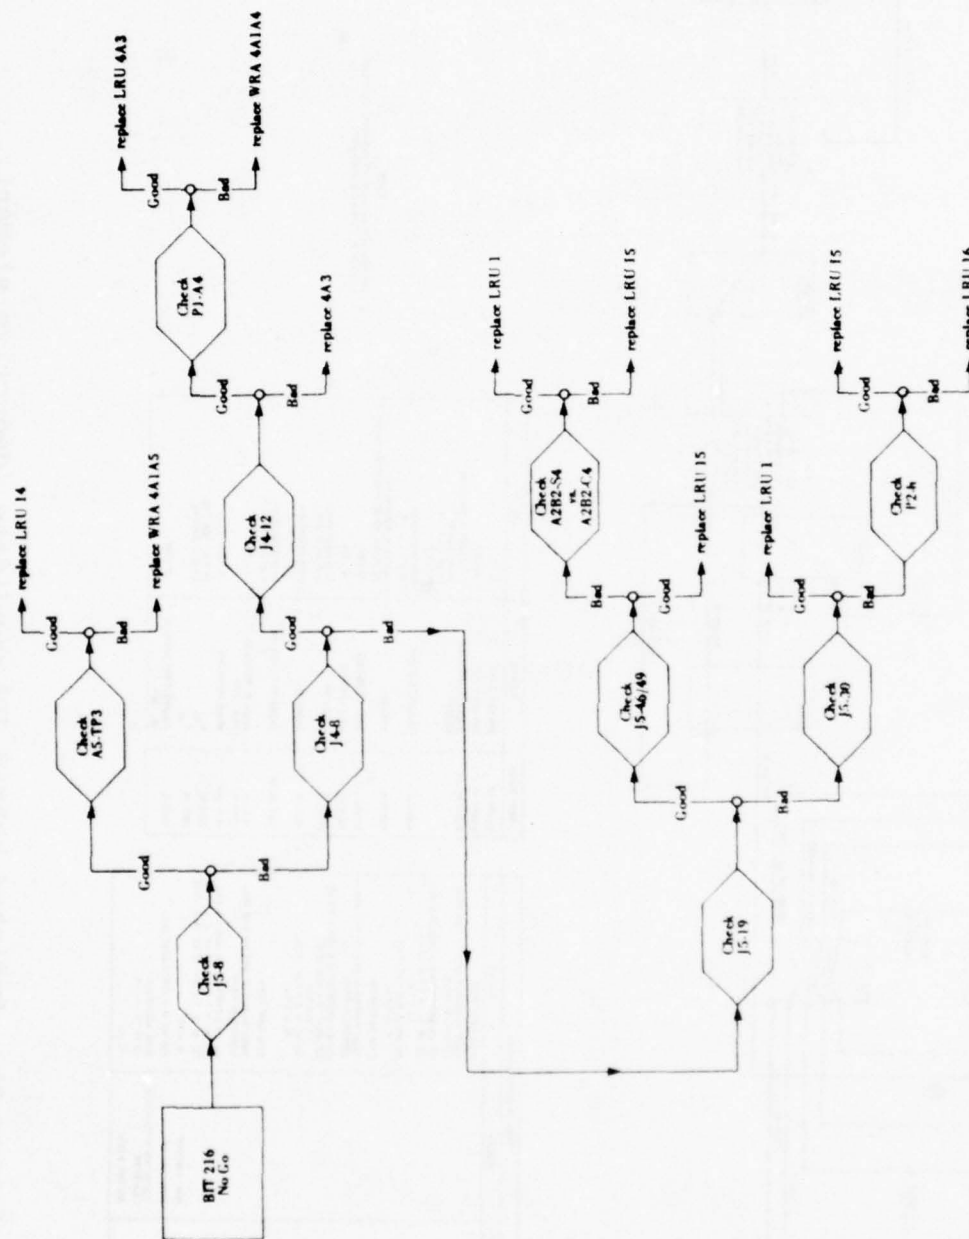 BIT 216
No Go
Check
J5-8
Good
Bad
Check
A5-TP3
Good
replace LRU 14
Bad
replace WRA 4A1A5
Check
J4-8
Good
Bad
Check
J4-12
Good
Bad
replace 4A3
Check
P1-A4
Good
replace LRU 4A3
Bad
replace WRA 4A1A4
Check
J5-19
Good
Bad
Check
J5-46/49
Bad
Good
replace LRU 15
Check
A2B2-S4
vs.
A2B2-C4
Good
replace LRU 1
Bad
replace LRU 15
Check
J5-30
Good
replace LRU 1
Bad
Check
P2-h
Good
replace LRU 15
Bad
replace LRU 16